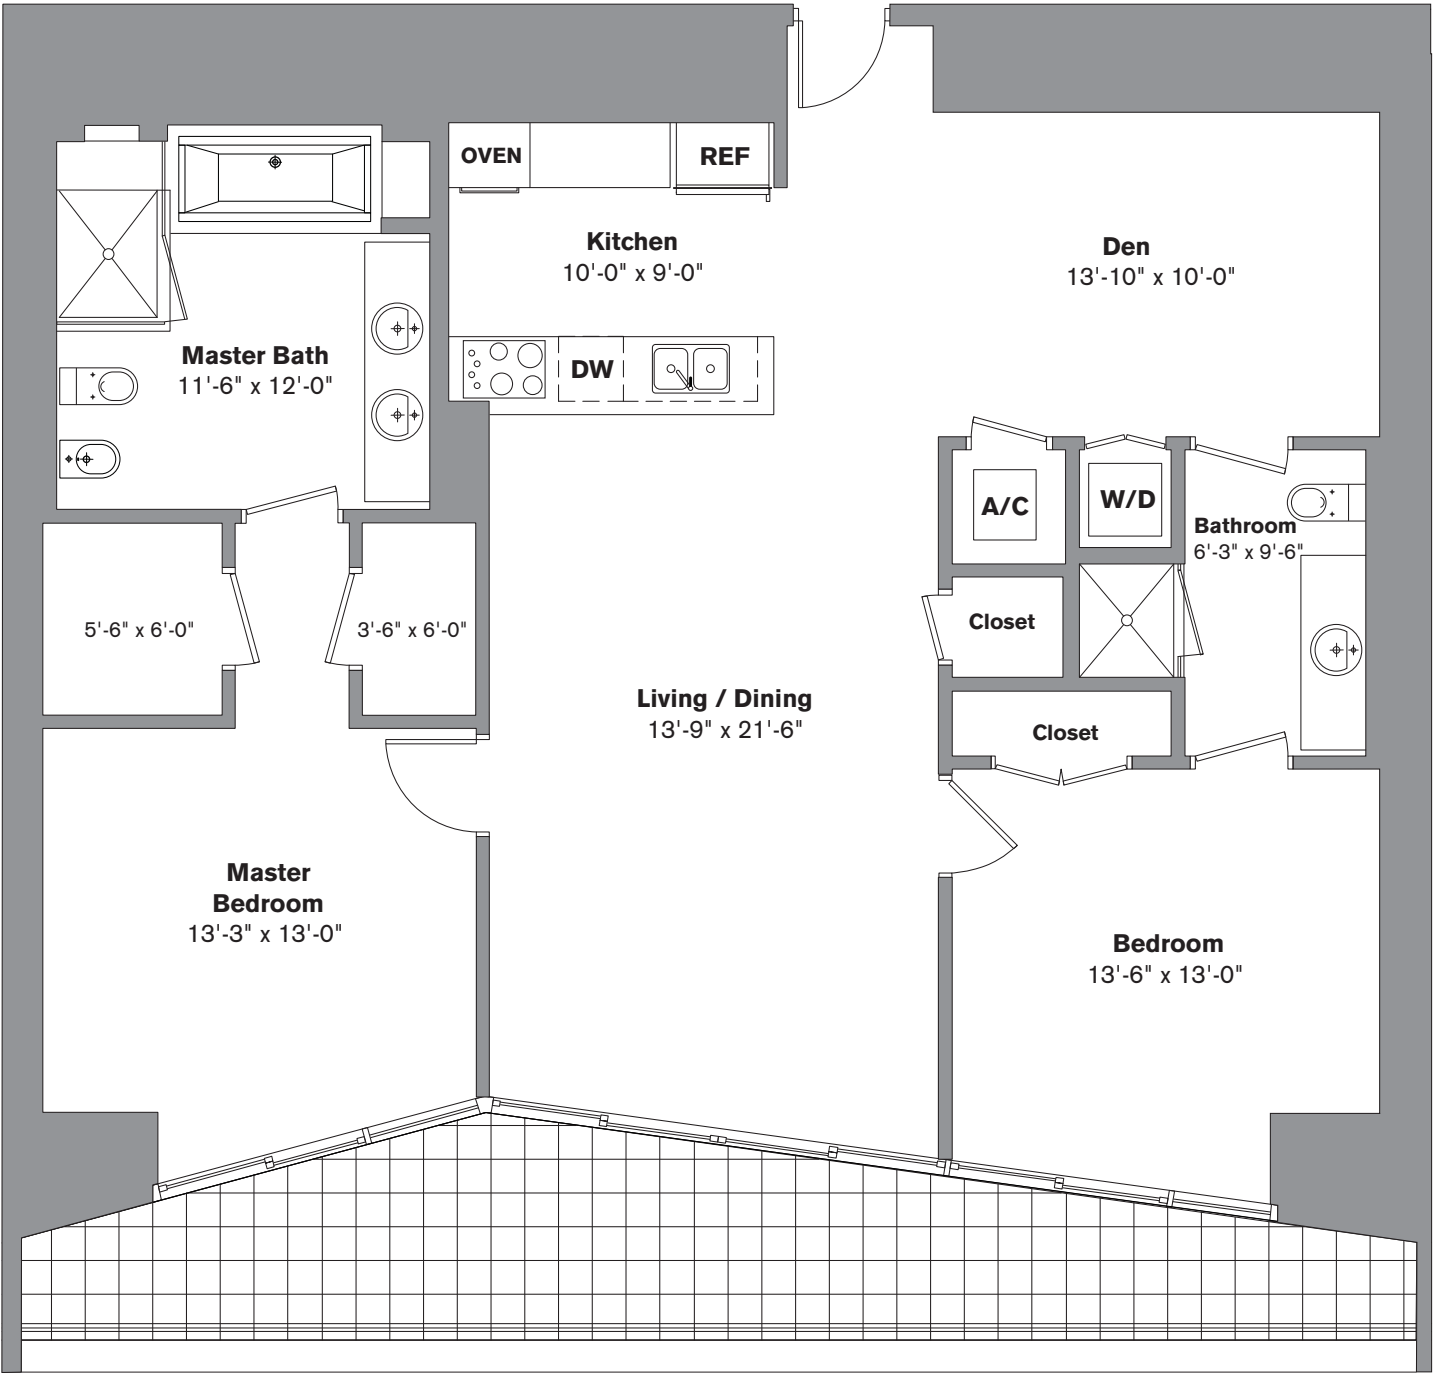 OVEN
REF
Kitchen
10'-0" x 9'-0"
Den
13'-10" x 10'-0"
Master Bath
11'-6" x 12'-0"
DW
A/C
W/D
Bathroom
6'-3" x 9'-6"
5'-6" x 6'-0"
3'-6" x 6'-0"
Closet
Living / Dining
13'-9" x 21'-6"
Closet
Master
Bedroom
13'-3" x 13'-0"
Bedroom
13'-6" x 13'-0"